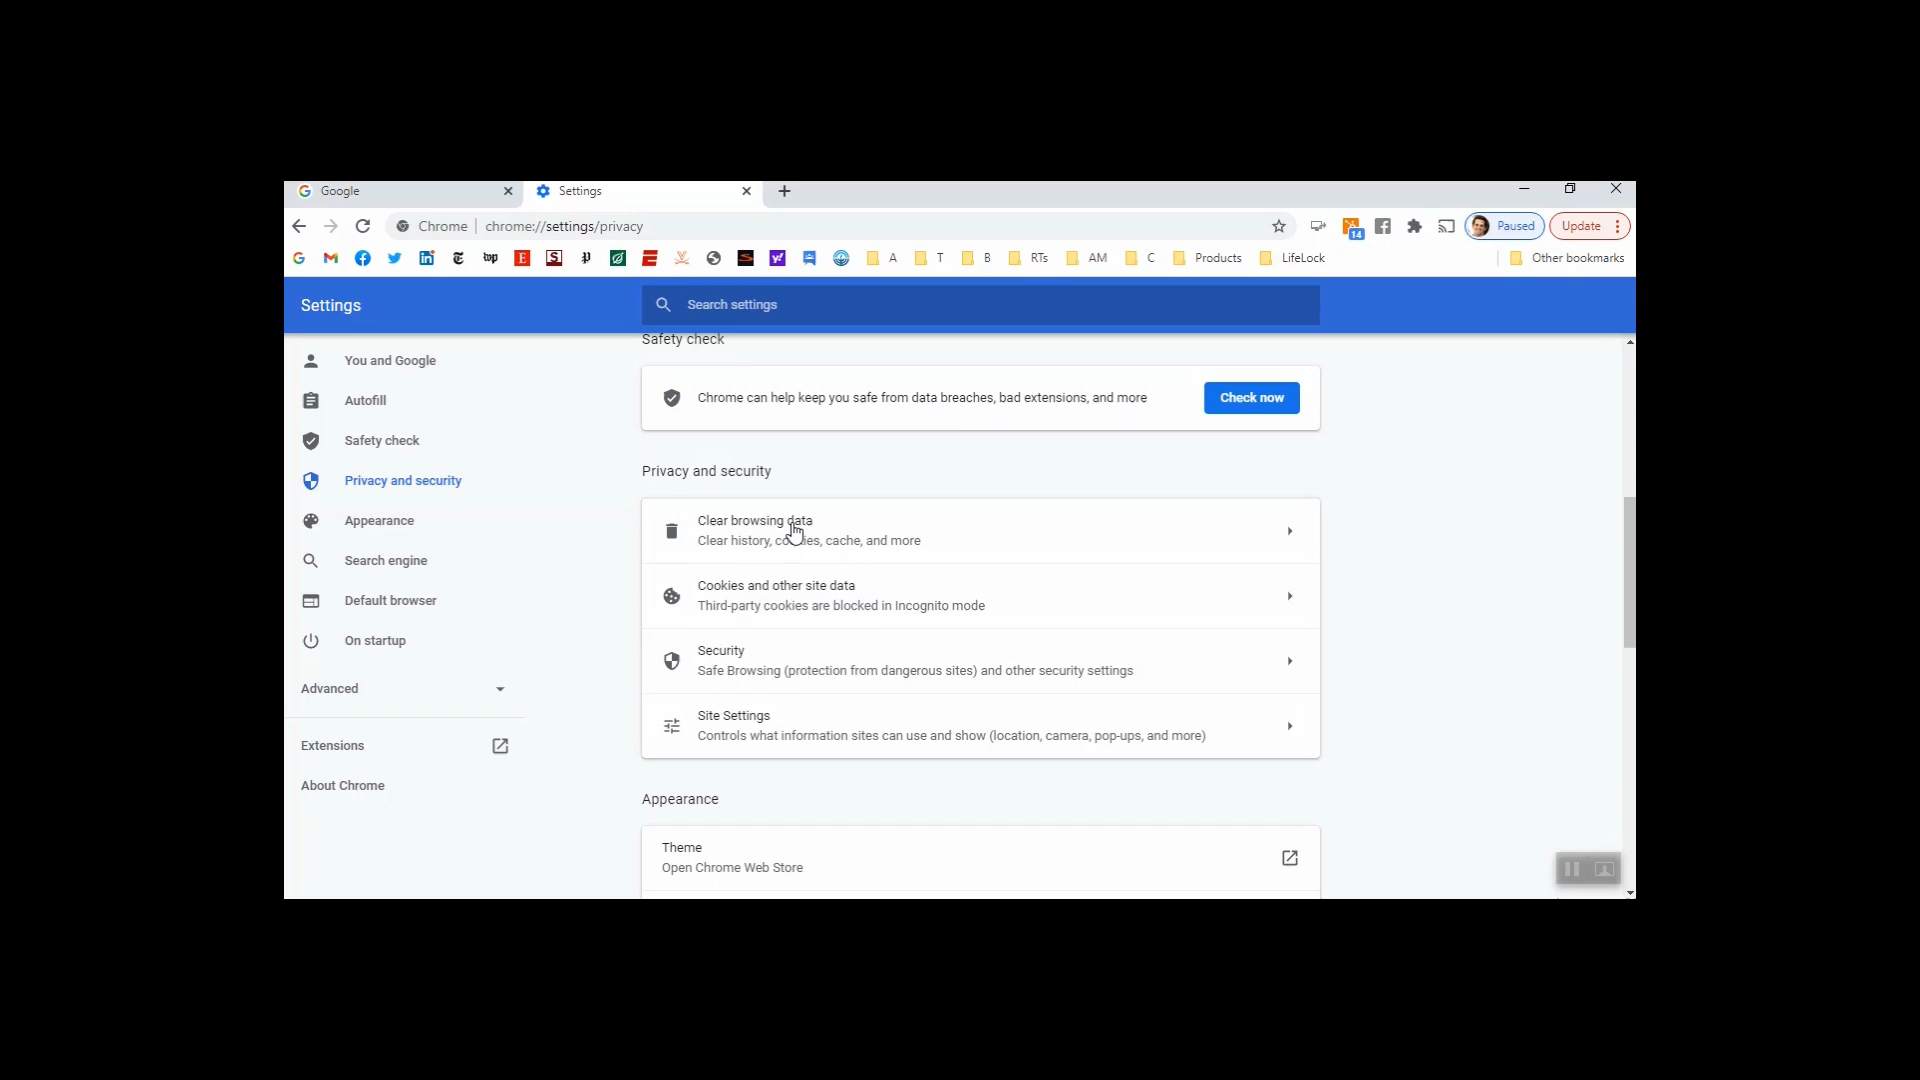 Google
Settings
Chrome
chrome://settings/privacy
14
Paused
Update
wp
A
T
B
RTs
AM
C
Products
LifeLock
Other bookmarks
Settings
Search settings
You and Google
Autofill
Safety check
Privacy and security
Appearance
Search engine
Default browser
On startup
Advanced
Extensions
About Chrome
Safety check
Chrome can help keep you safe from data breaches, bad extensions, and more
Check now
Privacy and security
Clear browsing data
Clear history, cookies, cache, and more
Cookies and other site data
Third-party cookies are blocked in Incognito mode
Security
Safe Browsing (protection from dangerous sites) and other security settings
Site Settings
Controls what information sites can use and show (location, camera, pop-ups, and more)
Appearance
Theme
Open Chrome Web Store